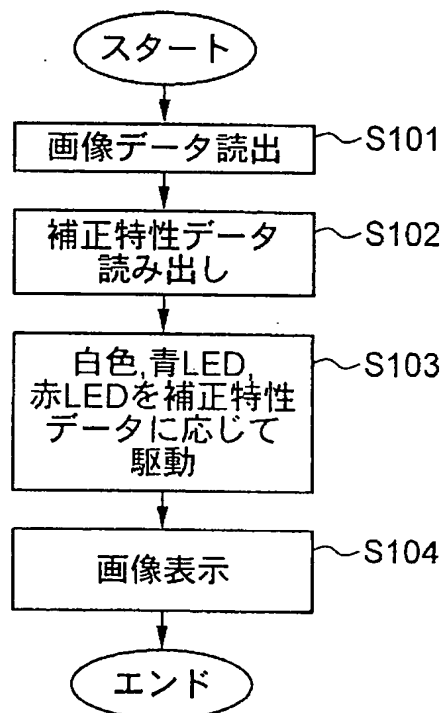 スタート
画像データ読出
S101
補正特性データ
読み出し
S102
白色,青LED,
赤LEDを補正特性
データに応じて
駆動
S103
画像表示
S104
エンド